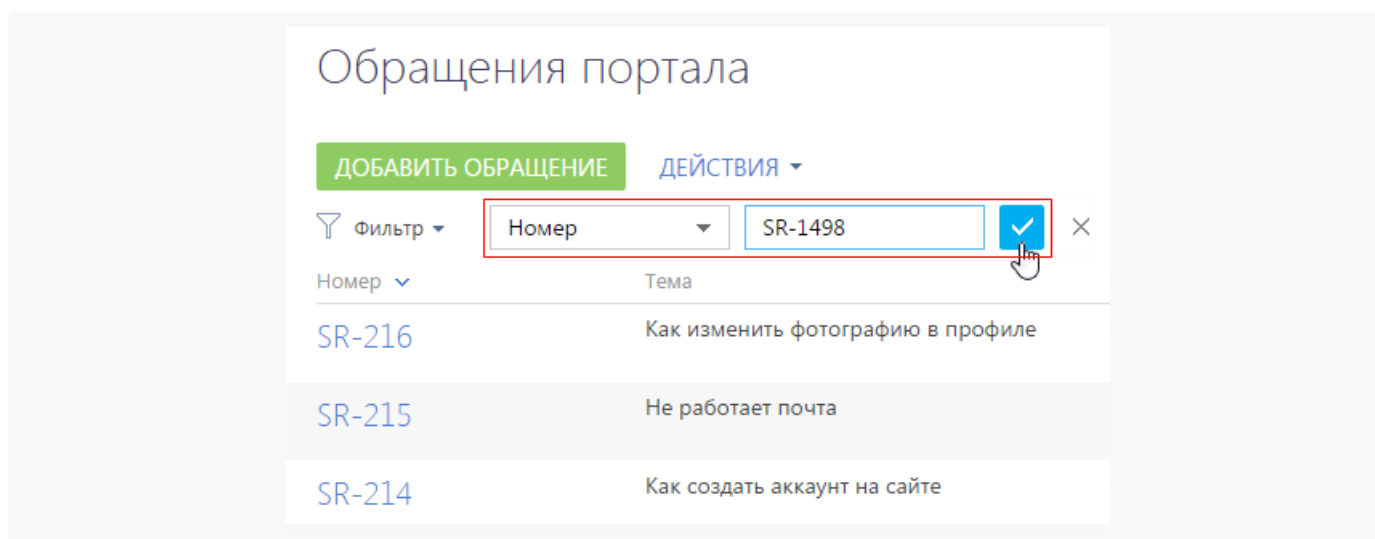 Обращения портала
ДОБАВИТЬ ОБРАЩЕНИЕ ДЕЙСТВИЯ
Фильтр Номер SR-1498
Номер Тема
SR-216 Как изменить фотографию в профиле
SR-215 Не работает почта
SR-214 Как создать аккаунт на сайте